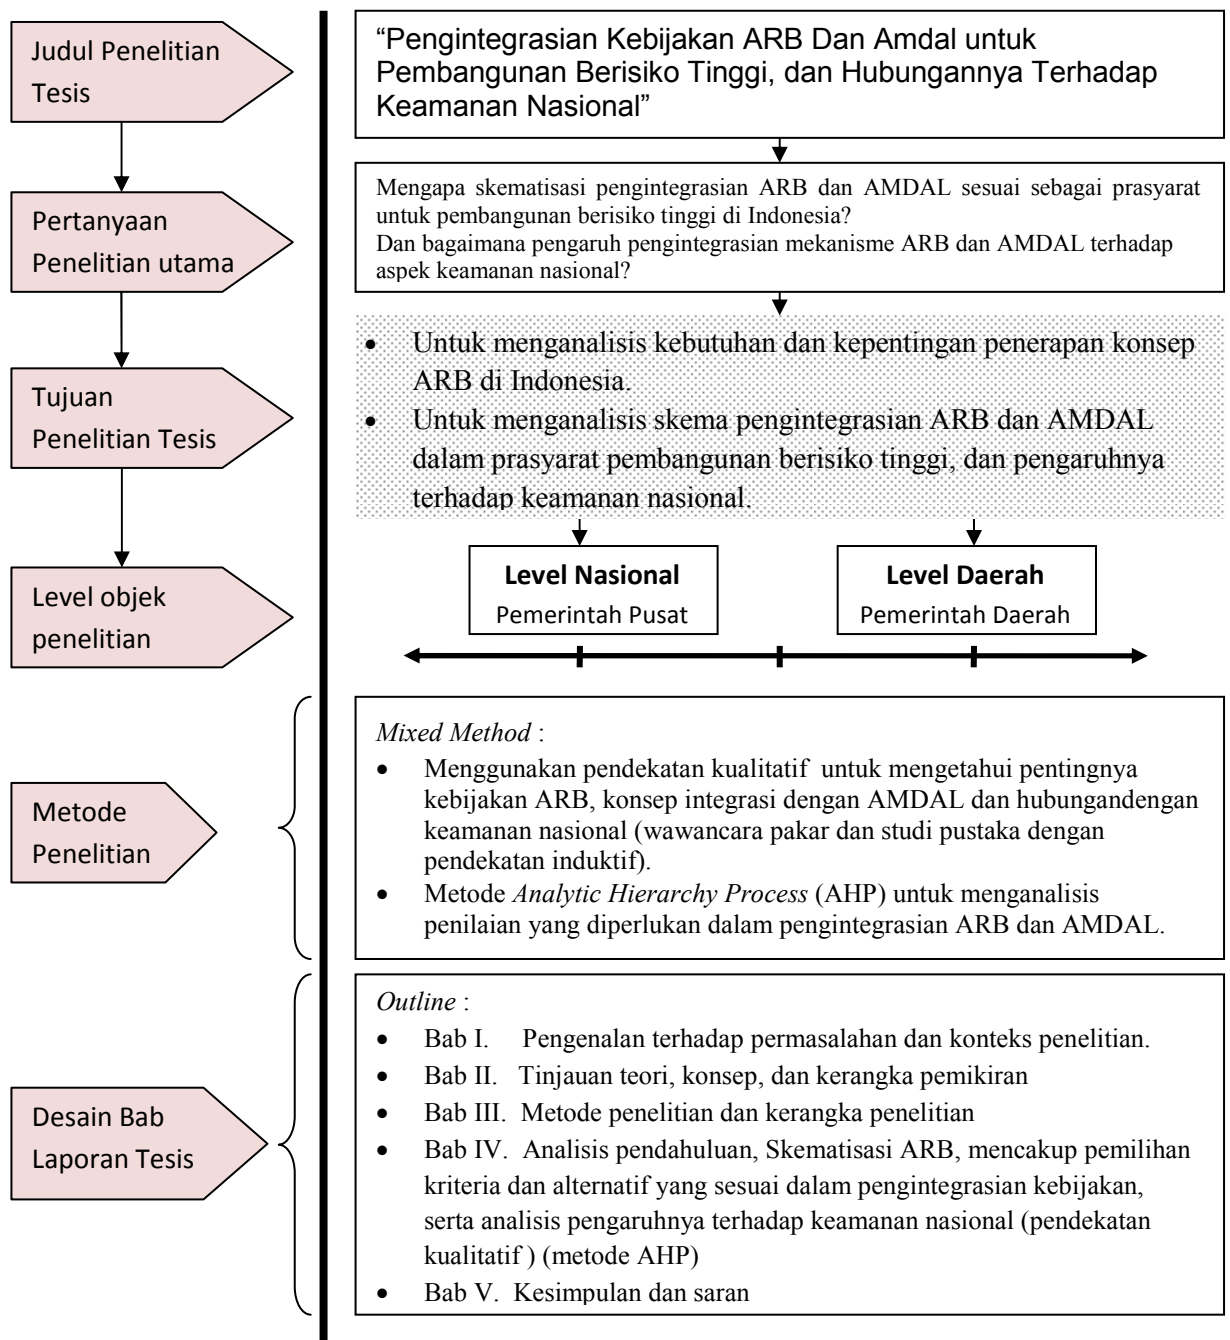 Judul Penelitian
Tesis
“Pengintegrasian Kebijakan ARB Dan Amdal untuk
Pembangunan Berisiko Tinggi, dan Hubungannya Terhadap
Keamanan Nasional”
Pertanyaan
Penelitian utama
Mengapa skematisasi pengintegrasian ARB dan AMDAL sesuai sebagai prasyarat
untuk pembangunan berisiko tinggi di Indonesia?
Dan bagaimana pengaruh pengintegrasian mekanisme ARB dan AMDAL terhadap
aspek keamanan nasional?
Tujuan
Penelitian Tesis
• Untuk menganalisis kebutuhan dan kepentingan penerapan konsep
ARB di Indonesia.
• Untuk menganalisis skema pengintegrasian ARB dan AMDAL
dalam prasyarat pembangunan berisiko tinggi, dan pengaruhnya
terhadap keamanan nasional.
Level objek
penelitian
Level Nasional
Pemerintah Pusat
Level Daerah
Pemerintah Daerah
Metode
Penelitian
Mixed Method :
• Menggunakan pendekatan kualitatif untuk mengetahui pentingnya
kebijakan ARB, konsep integrasi dengan AMDAL dan hubungandengan
keamanan nasional (wawancara pakar dan studi pustaka dengan
pendekatan induktif).
• Metode Analytic Hierarchy Process (AHP) untuk menganalisis
penilaian yang diperlukan dalam pengintegrasian ARB dan AMDAL.
Desain Bab
Laporan Tesis
Outline :
• Bab I. Pengenalan terhadap permasalahan dan konteks penelitian.
• Bab II. Tinjauan teori, konsep, dan kerangka pemikiran
• Bab III. Metode penelitian dan kerangka penelitian
• Bab IV. Analisis pendahuluan, Skematisasi ARB, mencakup pemilihan
kriteria dan alternatif yang sesuai dalam pengintegrasian kebijakan,
serta analisis pengaruhnya terhadap keamanan nasional (pendekatan
kualitatif ) (metode AHP)
• Bab V. Kesimpulan dan saran